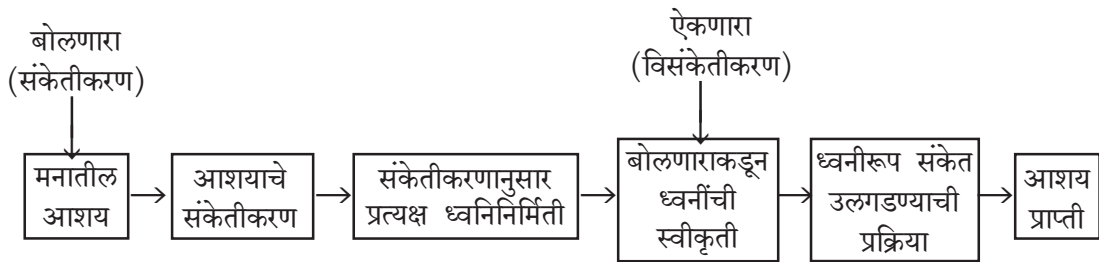 बोलणारा
(संकेतीकरण)
ऐकणारा
(विसंकेतीकरण)
मनातील
आशय
आशयाचे
संकेतीकरण
संकेतीकरणानुसार
प्रत्यक्ष ध्वनिनिर्मिती
बोलणाराकडून
ध्वनींची
स्वीकृती
ध्वनीरूप संकेत
उलगडण्याची
प्रक्रिया
आशय
प्राप्ती